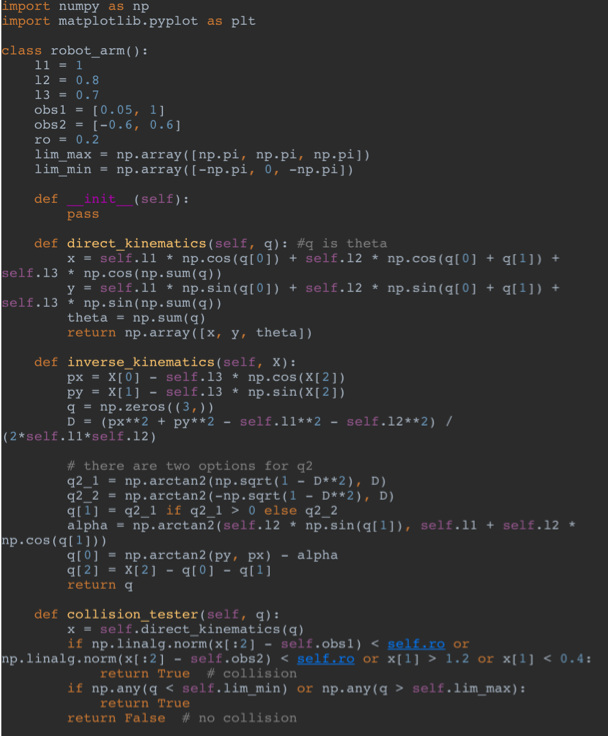 import numpy as np
import matplotlib.pyplot as plt

class robot_arm():
    l1 = 1
    l2 = 0.8
    l3 = 0.7
    obs1 = [0.05, 1]
    obs2 = [-0.6, 0.6]
    ro = 0.2
    lim_max = np.array([np.pi, np.pi, np.pi])
    lim_min = np.array([-np.pi, 0, -np.pi])

    def __init__(self):
        pass

    def direct_kinematics(self, q): #q is theta
        x = self.l1 * np.cos(q[0]) + self.l2 * np.cos(q[0] + q[1]) +
self.l3 * np.cos(np.sum(q))
        y = self.l1 * np.sin(q[0]) + self.l2 * np.sin(q[0] + q[1]) +
self.l3 * np.sin(np.sum(q))
        theta = np.sum(q)
        return np.array([x, y, theta])

    def inverse_kinematics(self, X):
        px = X[0] - self.l3 * np.cos(X[2])
        py = X[1] - self.l3 * np.sin(X[2])
        q = np.zeros((3,))
        D = (px**2 + py**2 - self.l1**2 - self.l2**2) /
(2*self.l1*self.l2)

        # there are two options for q2
        q2_1 = np.arctan2(np.sqrt(1 - D**2), D)
        q2_2 = np.arctan2(-np.sqrt(1 - D**2), D)
        q[1] = q2_1 if q2_1 > 0 else q2_2
        alpha = np.arctan2(self.l2 * np.sin(q[1]), self.l1 + self.l2 *
np.cos(q[1]))
        q[0] = np.arctan2(py, px) - alpha
        q[2] = X[2] - q[0] - q[1]
        return q

    def collision_tester(self, q):
        x = self.direct_kinematics(q)
        if np.linalg.norm(x[:2] - self.obs1) < self.ro or
np.linalg.norm(x[:2] - self.obs2) < self.ro or x[1] > 1.2 or x[1] < 0.4:
            return True  # collision
        if np.any(q < self.lim_min) or np.any(q > self.lim_max):
            return True
        return False  # no collision